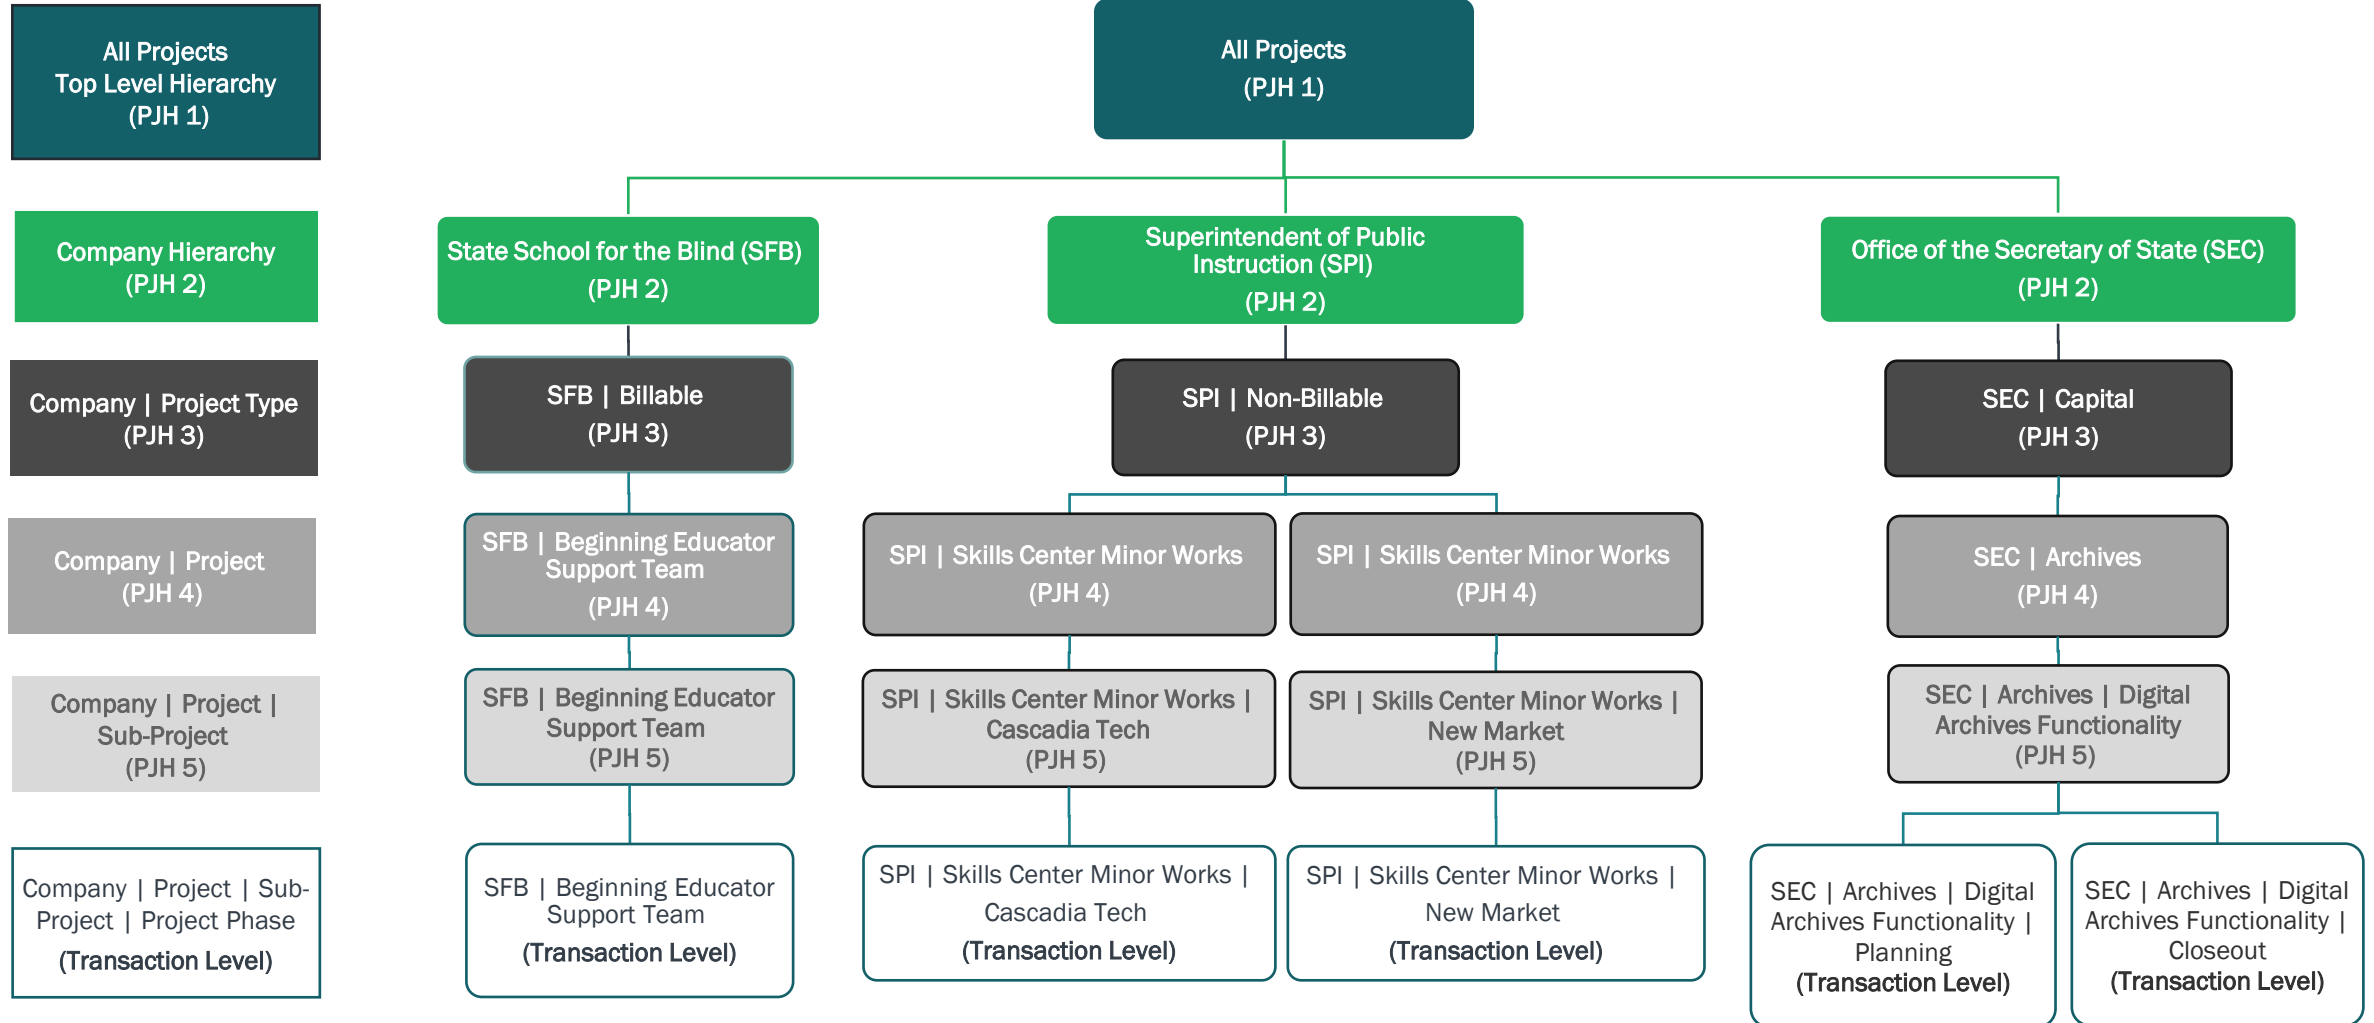 All Projects
Top Level Hierarchy
(PJH 1)
All Projects
(PJH 1)
Company Hierarchy
(PJH 2)
State School for the Blind (SFB)
(PJH 2)
Superintendent of Public
Instruction (SPI)
(PJH 2)
Office of the Secretary of State (SEC)
(PJH 2)
Company | Project Type
(PJH 3)
SFB | Billable
(PJH 3)
SPI | Non-Billable
(PJH 3)
SEC | Capital
(PJH 3)
Company | Project
(PJH 4)
SFB | Beginning Educator
Support Team
(PJH 4)
SPI | Skills Center Minor Works
(PJH 4)
SPI | Skills Center Minor Works
(PJH 4)
SEC | Archives
(PJH 4)
Company | Project |
Sub-Project
(PJH 5)
SFB | Beginning Educator
Support Team
(PJH 5)
SPI | Skills Center Minor Works |
Cascadia Tech
(PJH 5)
SPI | Skills Center Minor Works |
New Market
(PJH 5)
SEC | Archives | Digital
Archives Functionality
(PJH 5)
Company | Project | Sub-
Project | Project Phase
(Transaction Level)
SFB | Beginning Educator
Support Team
(Transaction Level)
SPI | Skills Center Minor Works |
Cascadia Tech
(Transaction Level)
SPI | Skills Center Minor Works |
New Market
(Transaction Level)
SEC | Archives | Digital
Archives Functionality |
Planning
(Transaction Level)
SEC | Archives | Digital
Archives Functionality |
Closeout
(Transaction Level)